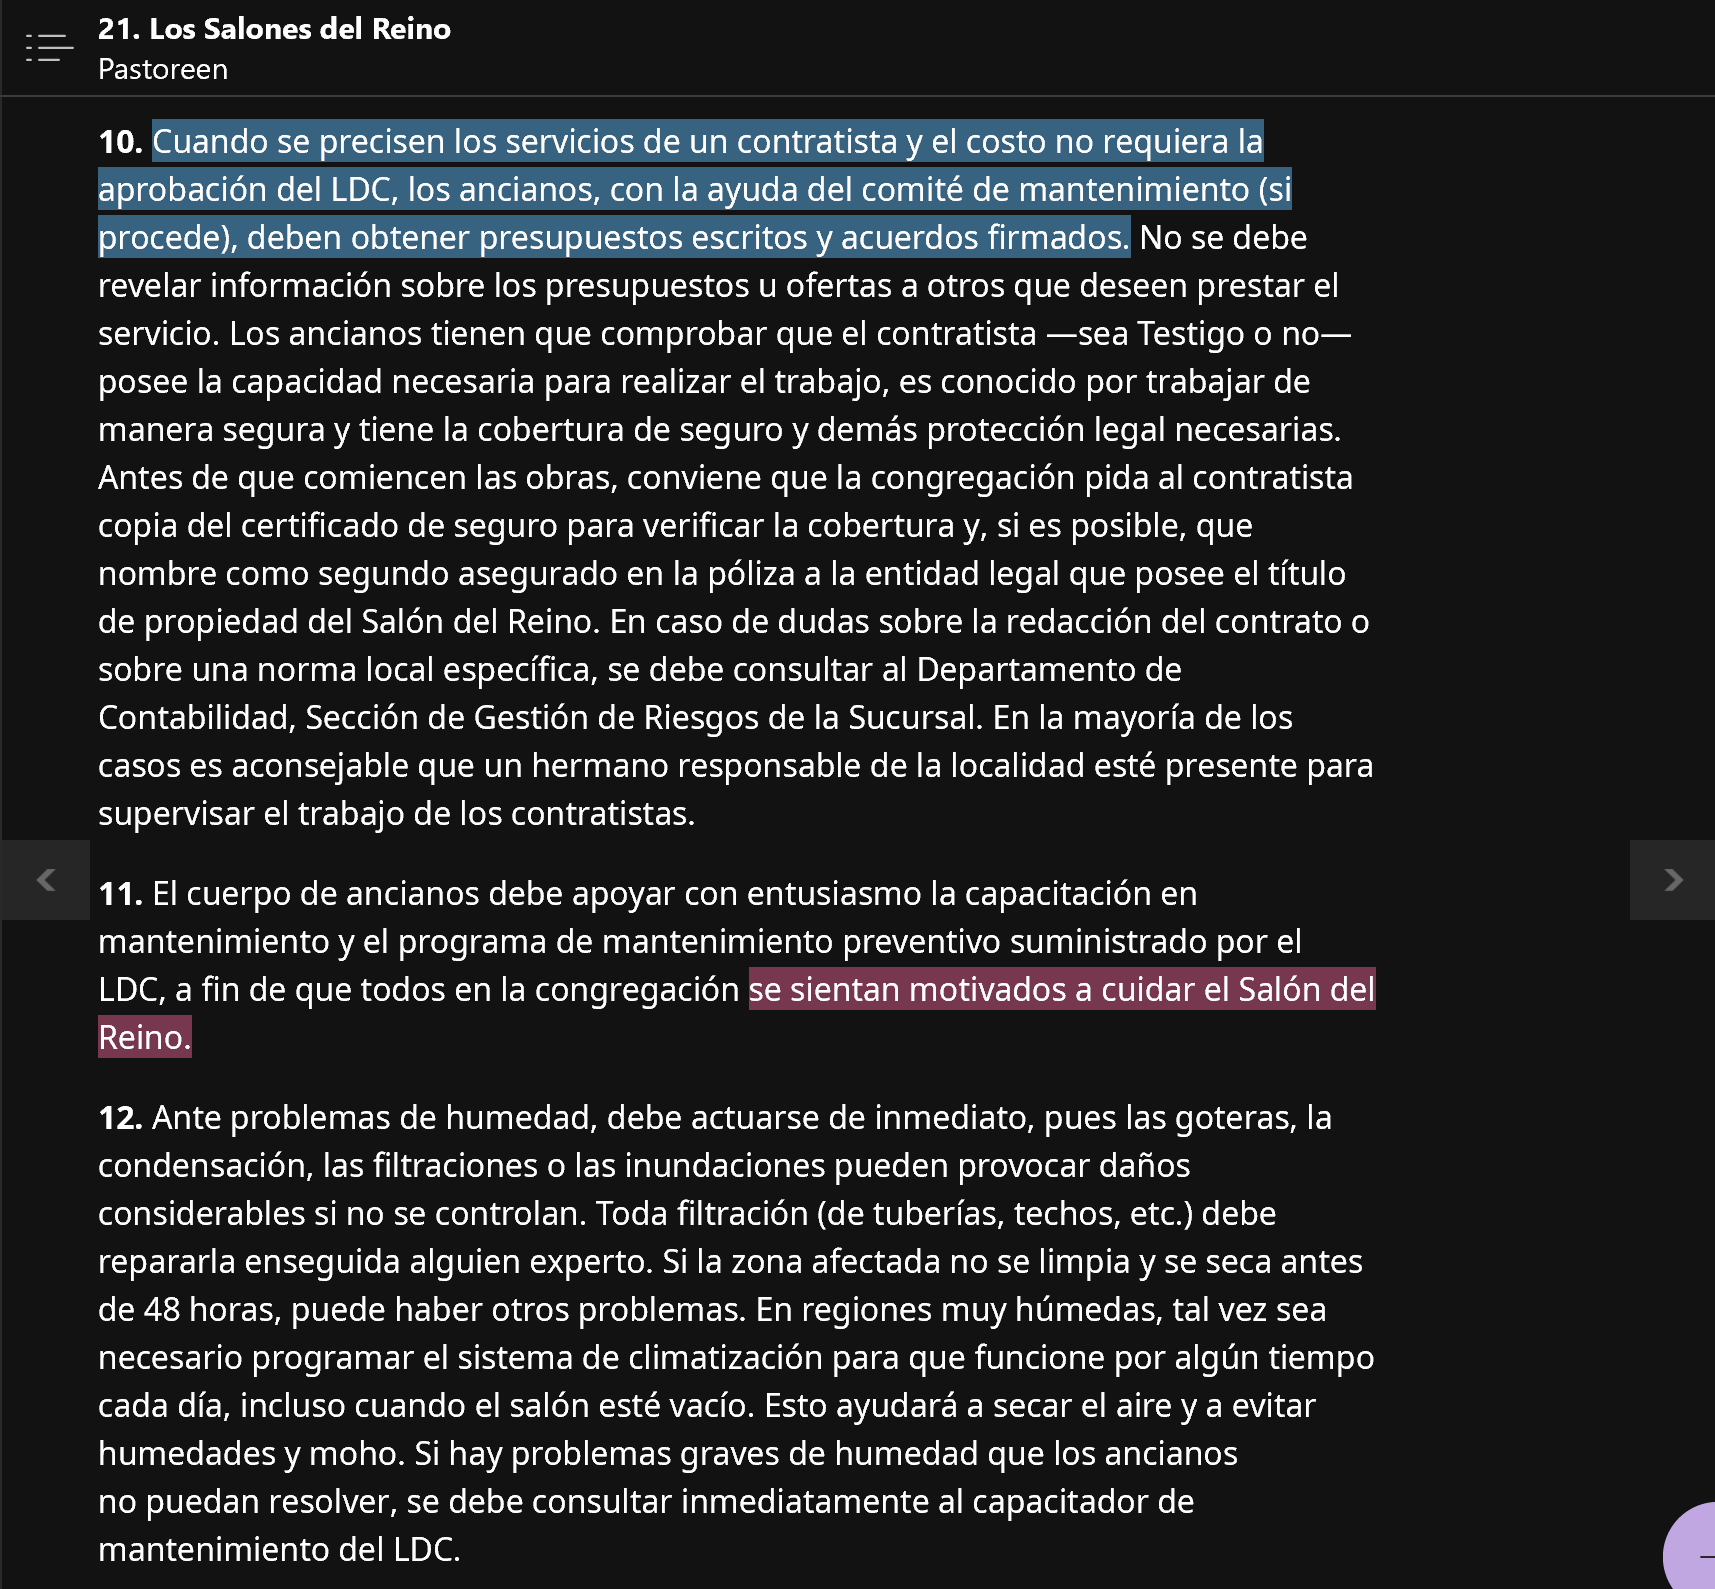 21. Los Salones del Reino
Pastoreen
10. Cuando se precisen los servicios de un contratista y el costo no requiera la
aprobación del LDC, los ancianos, con la ayuda del comité de mantenimiento (si
procede), deben obtener presupuestos escritos y acuerdos firmados. No se debe
revelar información sobre los presupuestos u ofertas a otros que deseen prestar el
servicio. Los ancianos tienen que comprobar que el contratista —sea Testigo o no—
posee la capacidad necesaria para realizar el trabajo, es conocido por trabajar de
manera segura y tiene la cobertura de seguro y demás protección legal necesarias.
Antes de que comiencen las obras, conviene que la congregación pida al contratista
copia del certificado de seguro para verificar la cobertura y, si es posible, que
nombre como segundo asegurado en la póliza a la entidad legal que posee el título
de propiedad del Salón del Reino. En caso de dudas sobre la redacción del contrato o
sobre una norma local específica, se debe consultar al Departamento de
Contabilidad, Sección de Gestión de Riesgos de la Sucursal. En la mayoría de los
casos es aconsejable que un hermano responsable de la localidad esté presente para
supervisar el trabajo de los contratistas.
11. El cuerpo de ancianos debe apoyar con entusiasmo la capacitación en
mantenimiento y el programa de mantenimiento preventivo suministrado por el
LDC, a fin de que todos en la congregación se sientan motivados a cuidar el Salón del
Reino.
12. Ante problemas de humedad, debe actuarse de inmediato, pues las goteras, la
condensación, las filtraciones o las inundaciones pueden provocar daños
considerables si no se controlan. Toda filtración (de tuberías, techos, etc.) debe
repararla enseguida alguien experto. Si la zona afectada no se limpia y se seca antes
de 48 horas, puede haber otros problemas. En regiones muy húmedas, tal vez sea
necesario programar el sistema de climatización para que funcione por algún tiempo
cada día, incluso cuando el salón esté vacío. Esto ayudará a secar el aire y a evitar
humedades y moho. Si hay problemas graves de humedad que los ancianos
no puedan resolver, se debe consultar inmediatamente al capacitador de
mantenimiento del LDC.